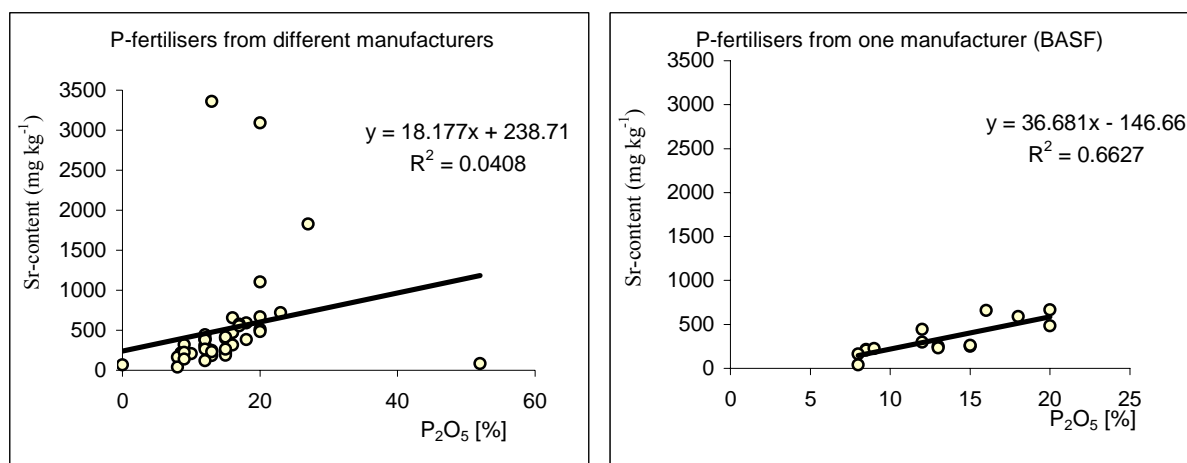 P-fertilisers from different manufacturers
3500
3000
2500
2000
1500
1000
500
0
Sr-content (mg kg⁻¹)
y = 18.177x + 238.71
R² = 0.0408
0 20 40 60
P₂O₅ [%]
P-fertilisers from one manufacturer (BASF)
3500
3000
2500
2000
1500
1000
500
0
Sr-content (mg kg⁻¹)
y = 36.681x - 146.66
R² = 0.6627
0 5 10 15 20 25
P₂O₅ [%]